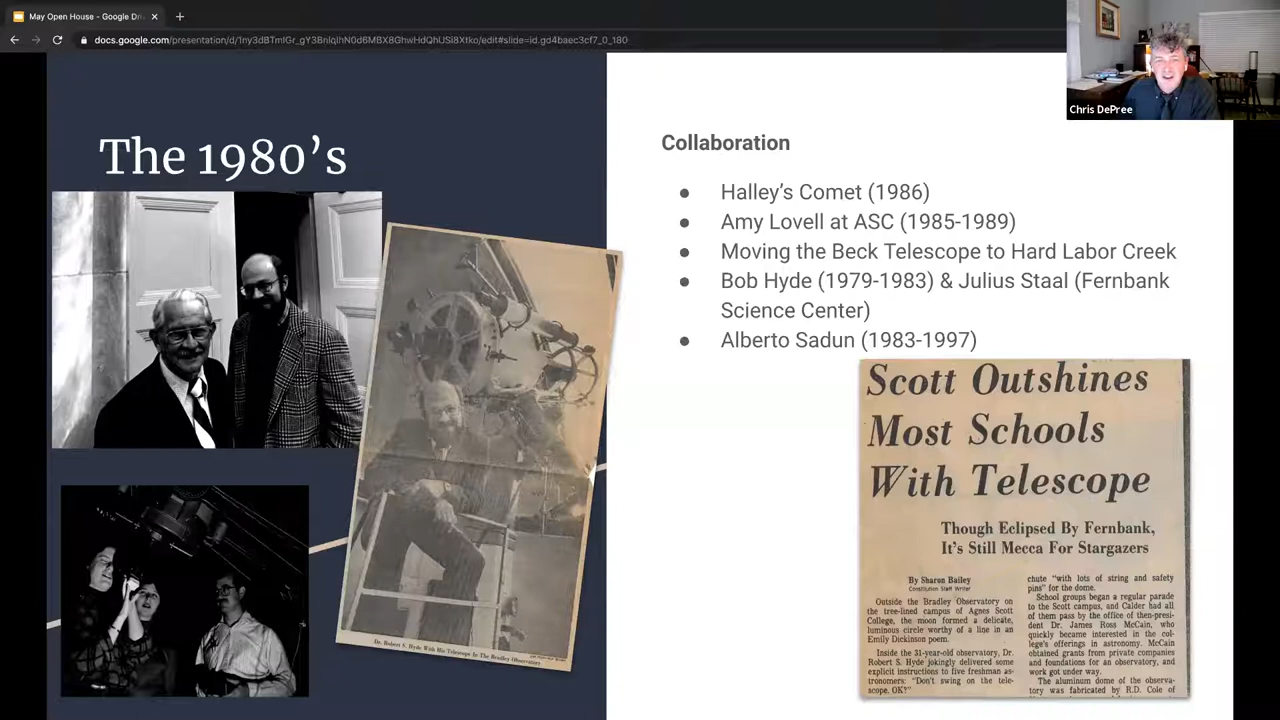 May Open House - Google Dri
docs.google.com/presentation/d/
Chris DePree
The 1980's
Collaboration
● Halley's Comet (1986)
● Amy Lovell at ASC (1985-1989)
● Moving the Beck Telescope to Hard Labor Creek
● Bob Hyde (1979-1983) & Julius Staal (Fernbank
Science Center)
● Alberto Sadun (1983-1997)
Dr. Robert S. Hyde With His Telescope In The Bradley Observatory
Scott Outshines
Most Schools
With Telescope
Though Eclipsed By Fernbank,
It's Still Mecca For Stargazers
By Sharon Bailey
Constitution Staff Writer
Outside the Bradley Observatory on
the tree-lined campus of Agnes Scott
College, the moon formed a delicate,
luminous circle worthy of a line in an
Emily Dickinson poem.
Inside the 31-year-old observatory, Dr.
Robert S. Hyde jokingly delivered some
explicit instructions to five freshman as-
tronomers: "Don't swing on the tele-
scope. OK?"
chute "with lots of string and safety
pins" for the dome.
School groups began a regular parade
to the Scott campus, and Calder had all
of them pass by the office of then-presi-
dent Dr. James Ross McCain, who
quickly became interested in the col-
lege's offerings in astronomy. McCain
obtained grants from private companies
and foundations for an observatory, and
work got under way.
The aluminum dome of the observa-
tory was fabricated by R.D. Cole of